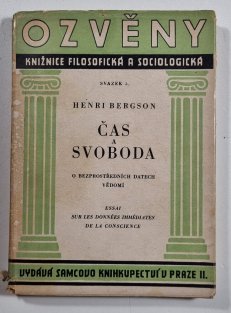 OZVĚNY
KNIŽNICE FILOSOFICKÁ A SOCIOLOGICKÁ
SVAZEK 5.
HENRI BERGSON
ČAS
A
SVOBODA
O BEZPROSTŘEDNÍCH DATECH
VĚDOMÍ
ESSAI
SUR LES DONNÉES IMMÉDIATES
DE LA CONSCIENCE
VYDÁVÁ SAMCOVO KNIHKUPECTVÍ V PRAZE II.